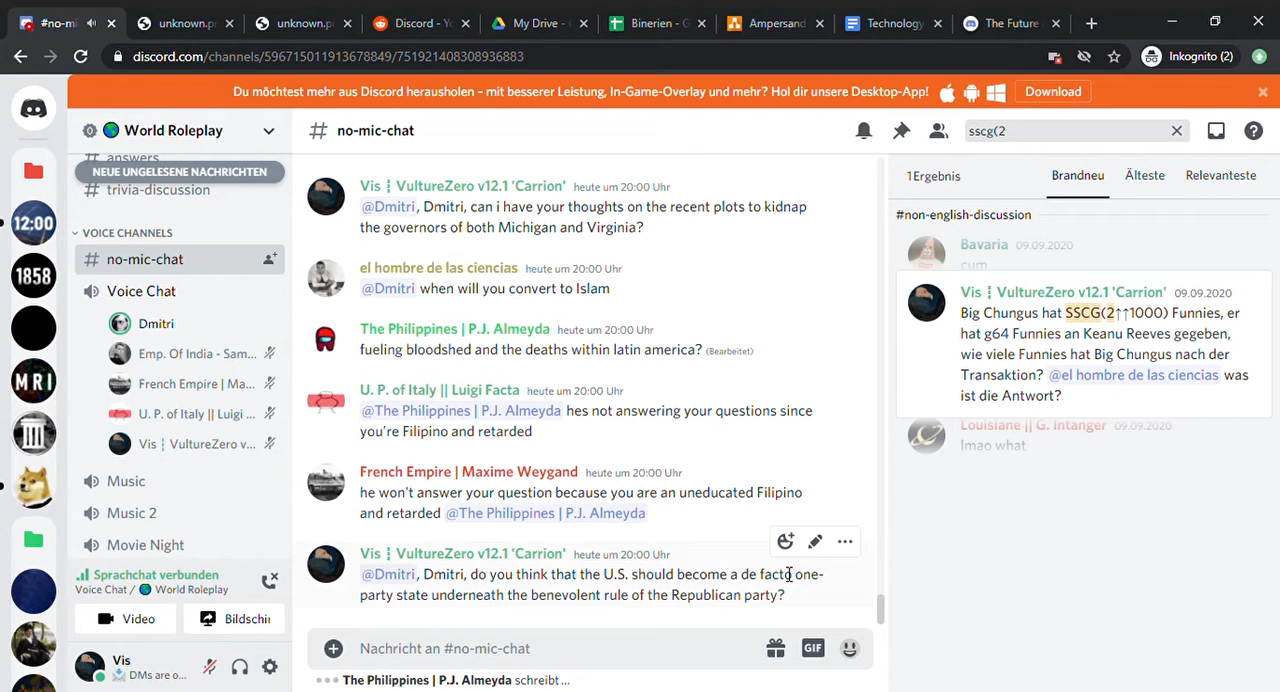 #no-mi
unknown.pr
unknown.pr
Discord - Yo
My Drive - G
Binerien - G
Ampersand
Technology
The Future
discord.com/channels/596715011913678849/751921408308936883
Inkognito (2)
Du möchtest mehr aus Discord herausholen – mit besserer Leistung, In-Game-Overlay und mehr? Hol dir unsere Desktop-App!
Download
World Roleplay
# no-mic-chat
sscg(2
# answers
NEUE UNGELESENE NACHRICHTEN
# trivia-discussion
12:00
VOICE CHANNELS
# no-mic-chat
1858
Voice Chat
Dmitri
Emp. Of India - Sam...
MRI
French Empire | Ma...
U. P. of Italy || Luigi ...
Vis ┇ VultureZero v...
Music
Music 2
Movie Night
Sprachchat verbunden
Voice Chat / World Roleplay
Video
Bildschir
Vis
DMs are o...
Vis ┇ VultureZero v12.1 'Carrion' heute um 20:00 Uhr
@Dmitri, Dmitri, can i have your thoughts on the recent plots to kidnap
the governors of both Michigan and Virginia?
el hombre de las ciencias heute um 20:00 Uhr
@Dmitri when will you convert to Islam
The Philippines | P.J. Almeyda heute um 20:00 Uhr
fueling bloodshed and the deaths within latin america? (Bearbeitet)
U. P. of Italy || Luigi Facta heute um 20:00 Uhr
@The Philippines | P.J. Almeyda hes not answering your questions since
you're Filipino and retarded
French Empire | Maxime Weygand heute um 20:00 Uhr
he won't answer your question because you are an uneducated Filipino
and retarded @The Philippines | P.J. Almeyda
Vis ┇ VultureZero v12.1 'Carrion' heute um 20:00 Uhr
@Dmitri, Dmitri, do you think that the U.S. should become a de facto one-
party state underneath the benevolent rule of the Republican party?
Nachricht an #no-mic-chat
GIF
The Philippines | P.J. Almeyda schreibt...
1Ergebnis
Brandneu
Älteste
Relevanteste
#non-english-discussion
Bavaria 09.09.2020
cum
Vis ┇ VultureZero v12.1 'Carrion' 09.09.2020
Big Chungus hat SSCG(2↑↑1000) Funnies, er
hat g64 Funnies an Keanu Reeves gegeben,
wie viele Funnies hat Big Chungus nach der
Transaktion? @el hombre de las ciencias was
ist die Antwort?
Louisiane || G. Intanger 09.09.2020
lmao what